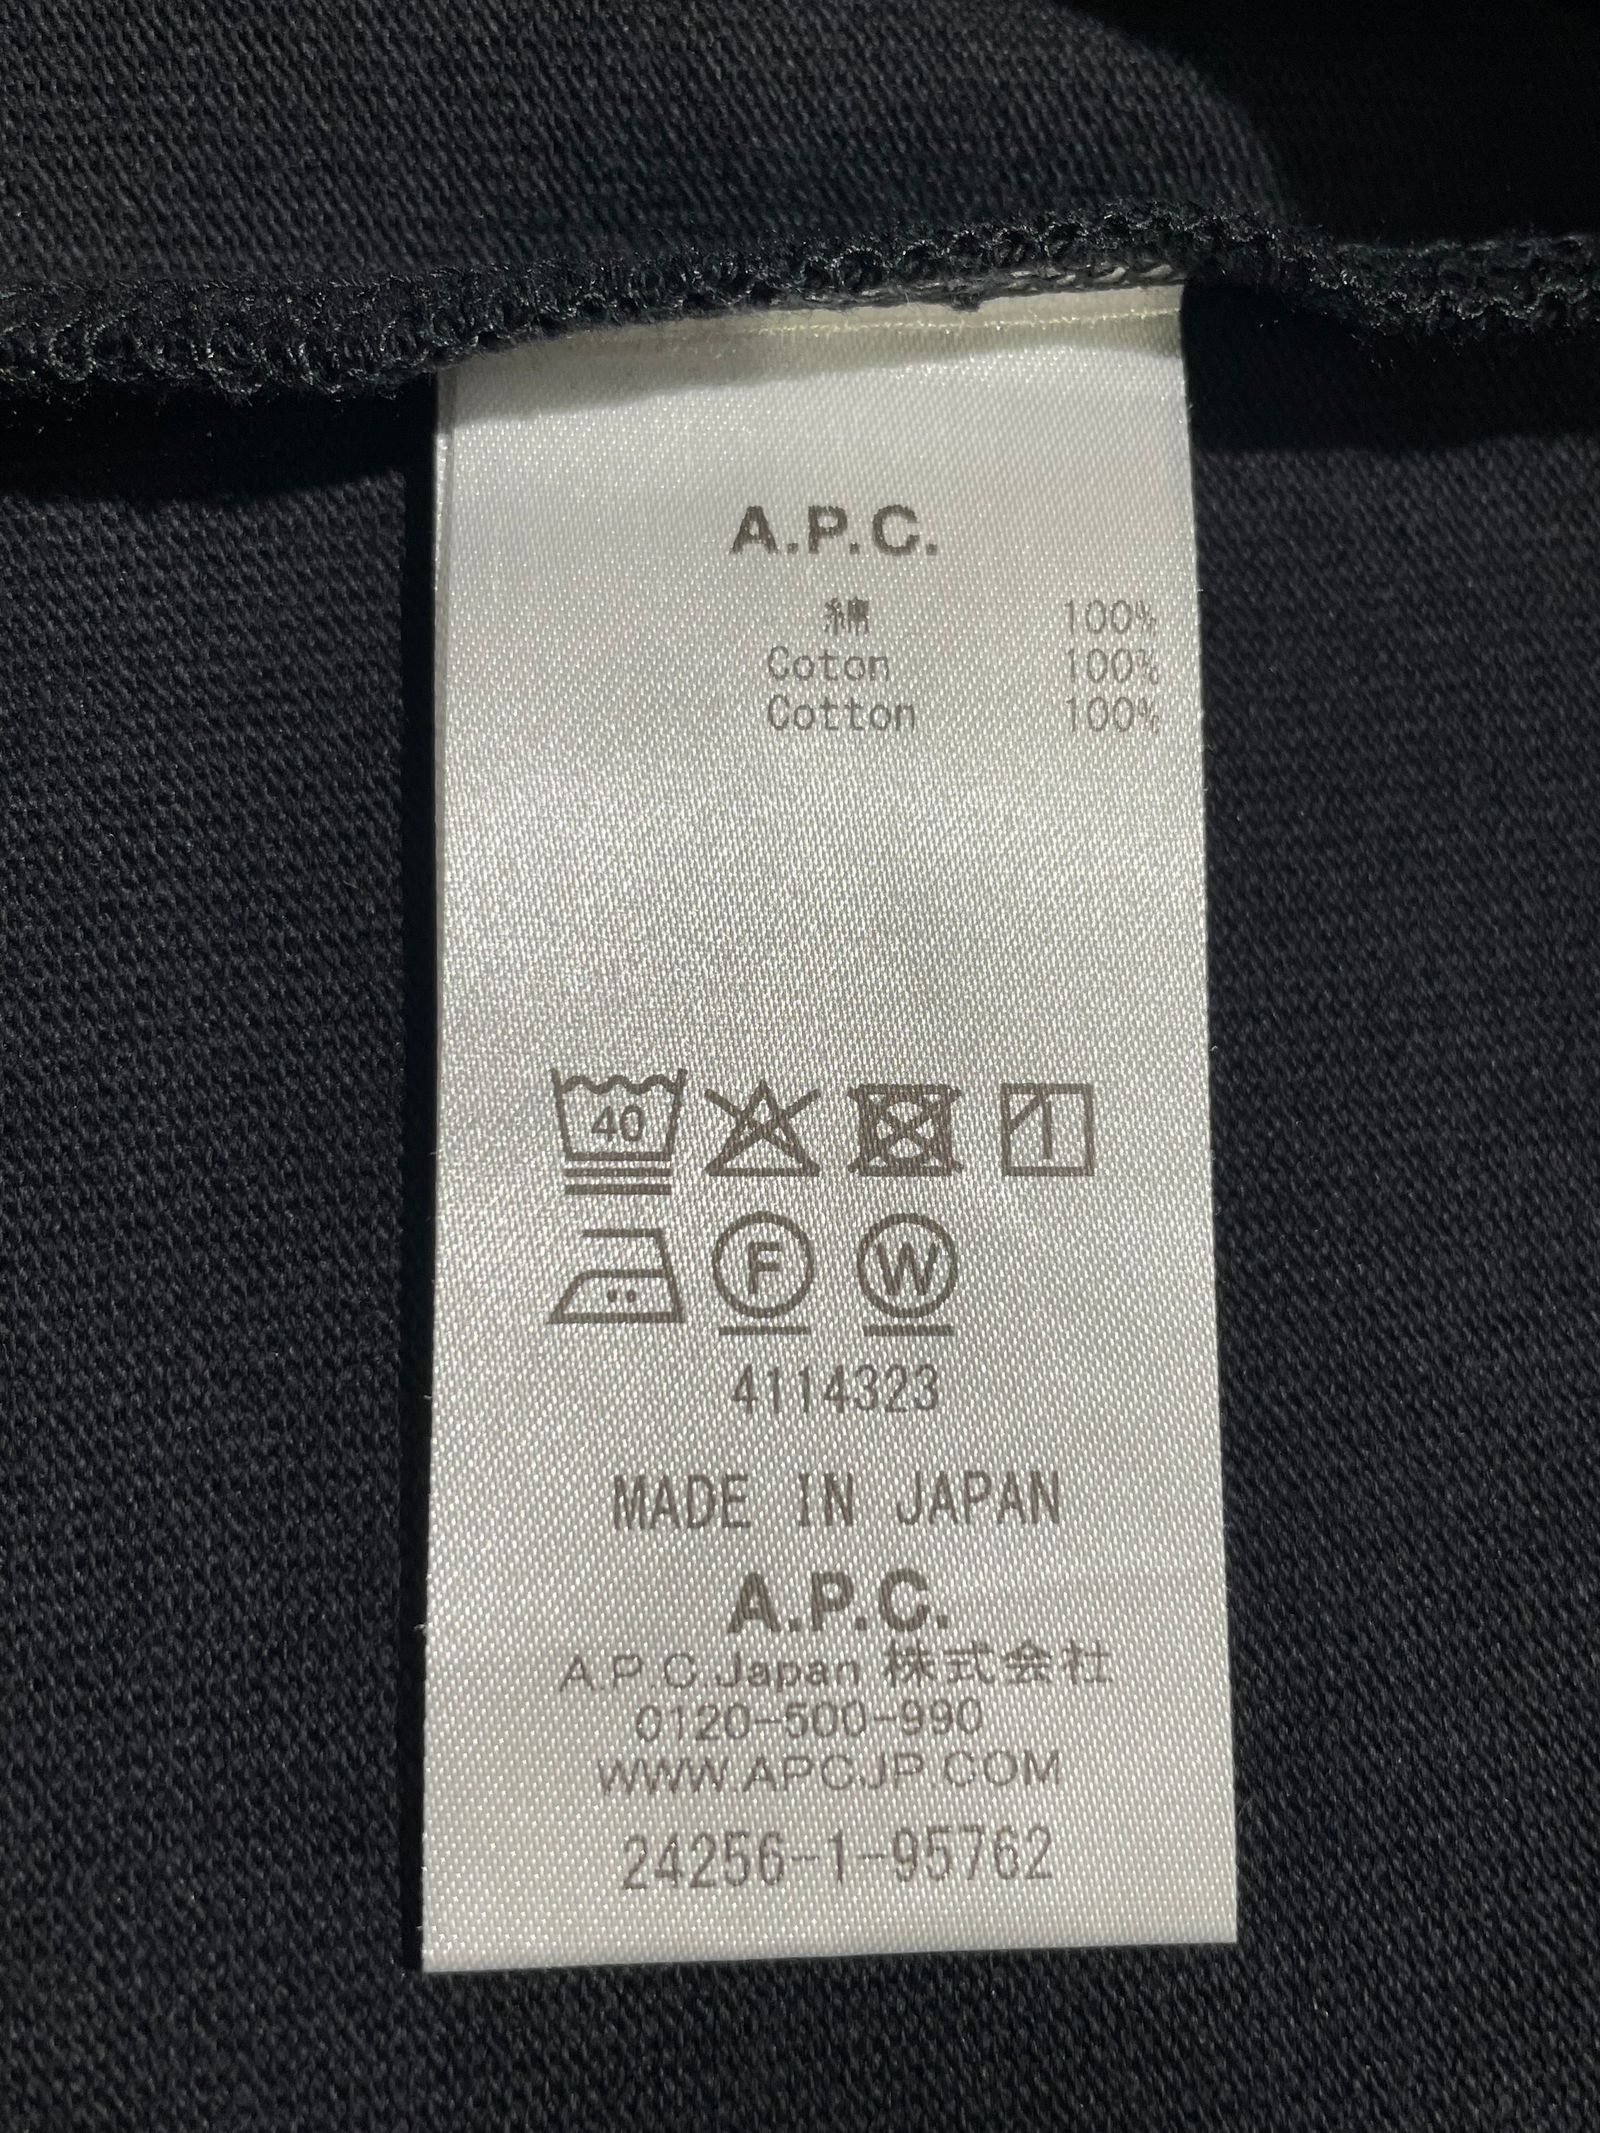 A.P.C.
綿 100%
Coton 100%
Cotton 100%
40
F W
4114323
MADE IN JAPAN
A.P.C.
A.P.C.Japan 株式会社
0120-500-990
WWW.APCJP.COM
24256-1-95762